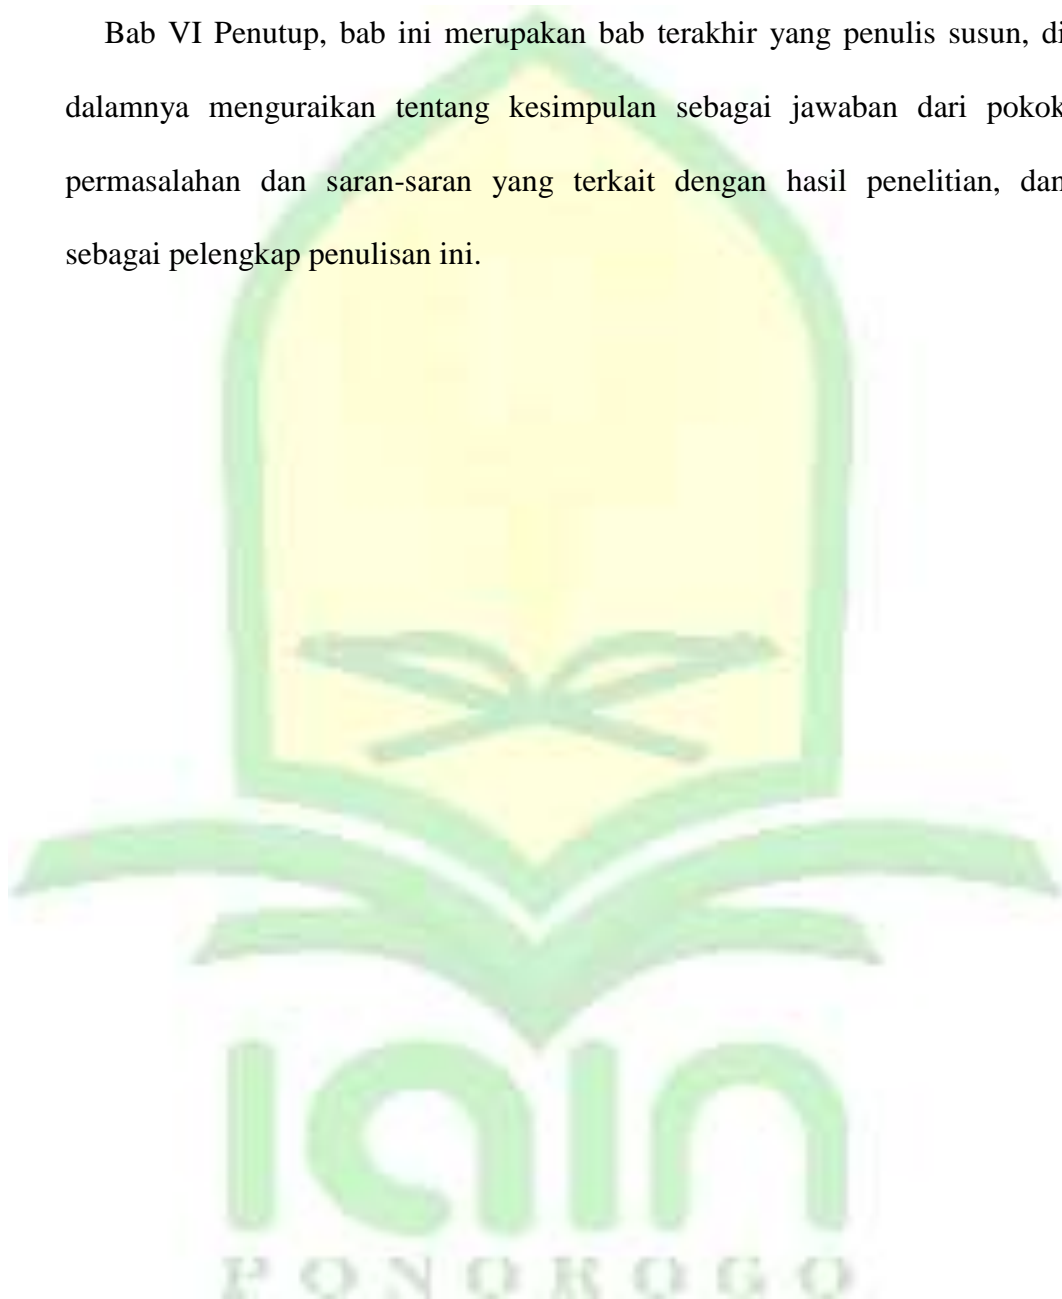 Bab VI Penutup, bab ini merupakan bab terakhir yang penulis susun, di
dalamnya menguraikan tentang kesimpulan sebagai jawaban dari pokok
permasalahan dan saran-saran yang terkait dengan hasil penelitian, dan
sebagai pelengkap penulisan ini.
iain
PONOROGO